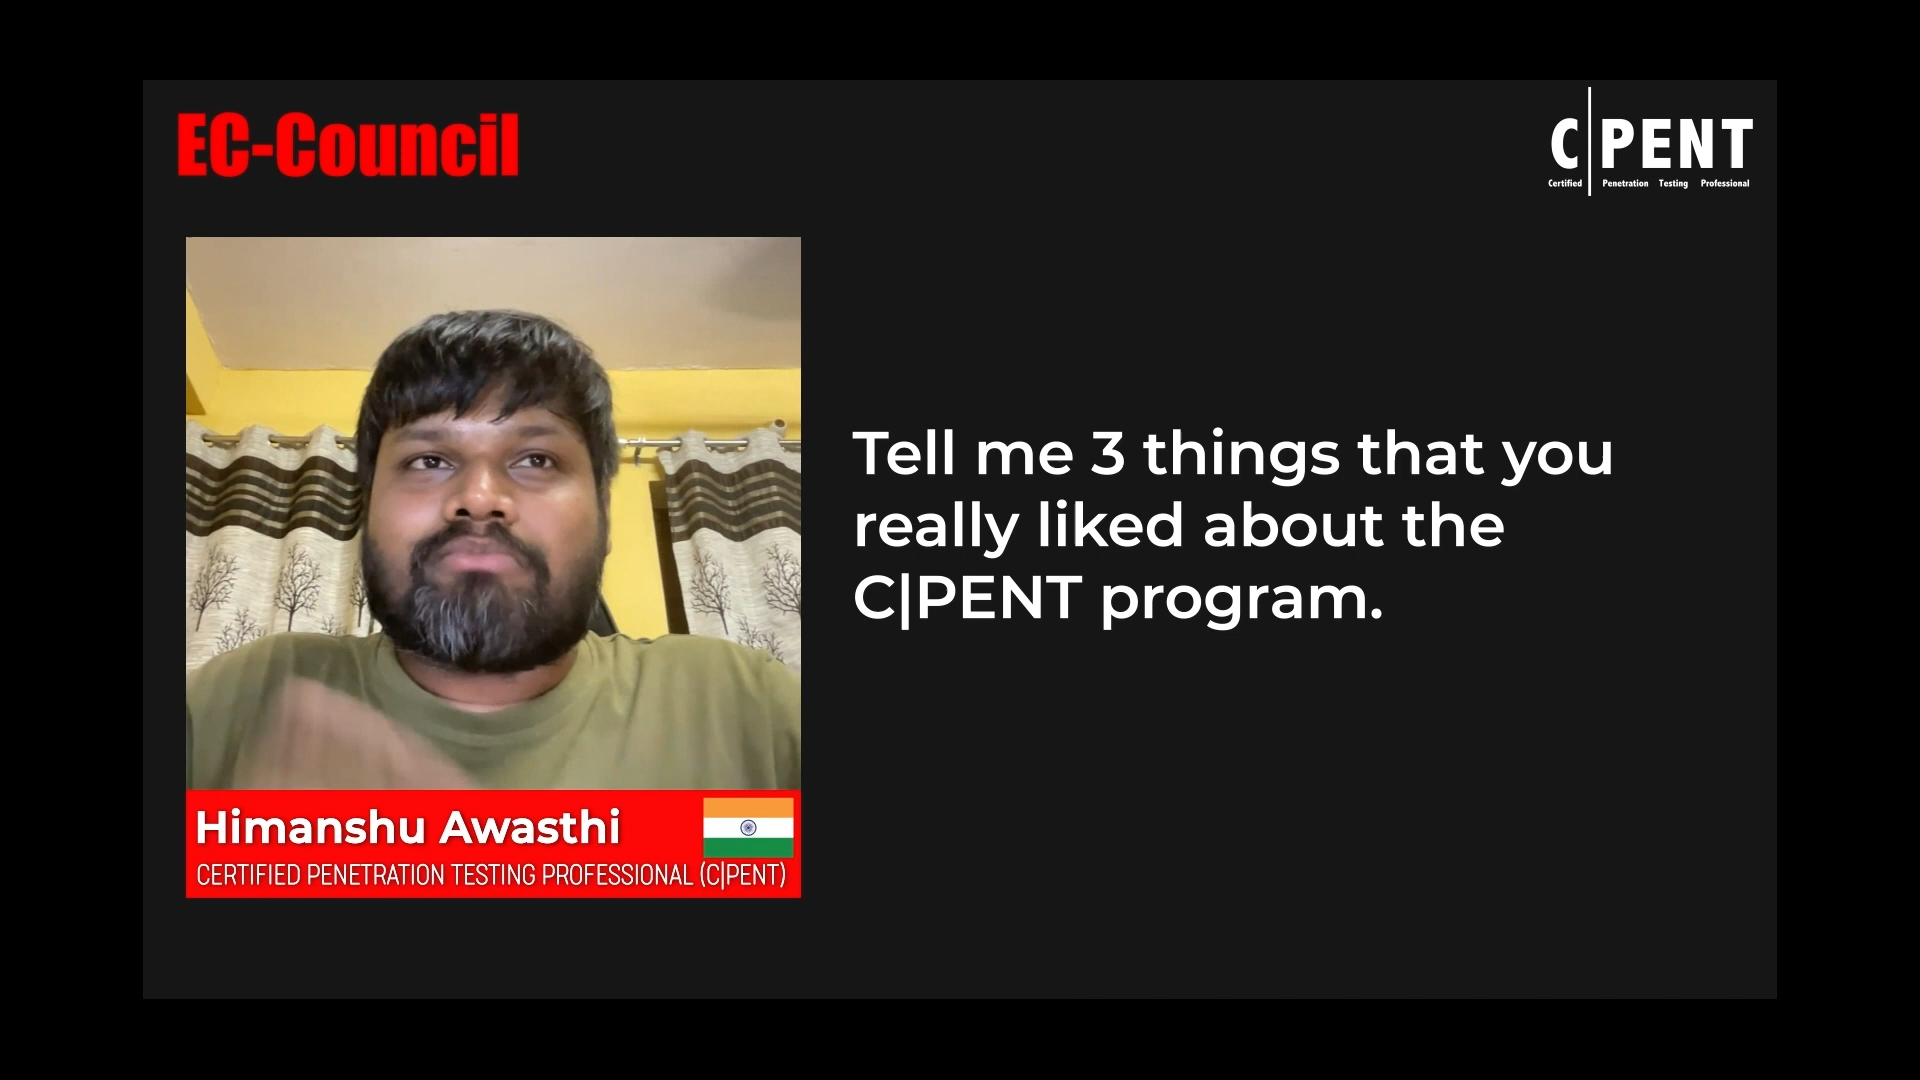 EC-Council
C|PENT
Certified Penetration Testing Professional
Tell me 3 things that you
really liked about the
C|PENT program.
Himanshu Awasthi
CERTIFIED PENETRATION TESTING PROFESSIONAL (C|PENT)